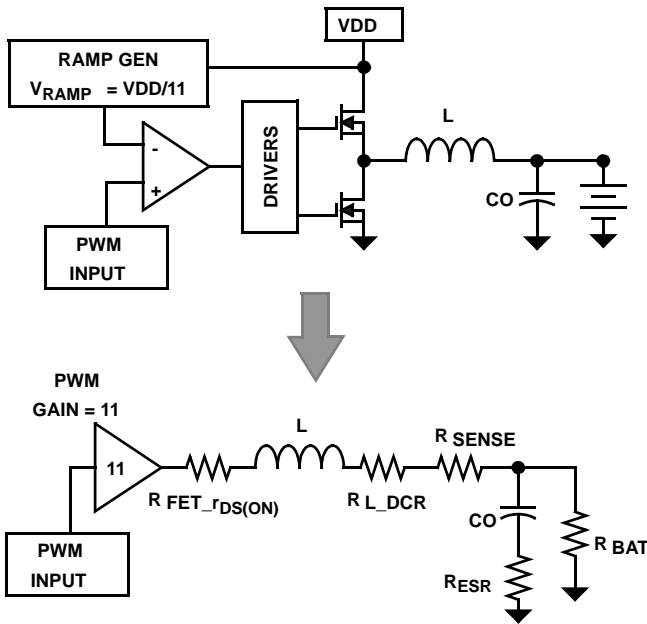 VDD
RAMP GEN
VRAMP = VDD/11
L
-
+
DRIVERS
CO
PWM
INPUT
PWM
GAIN = 11
L
R SENSE
11
R FET_rDS(ON)
R L_DCR
CO
R BAT
PWM
INPUT
RESR